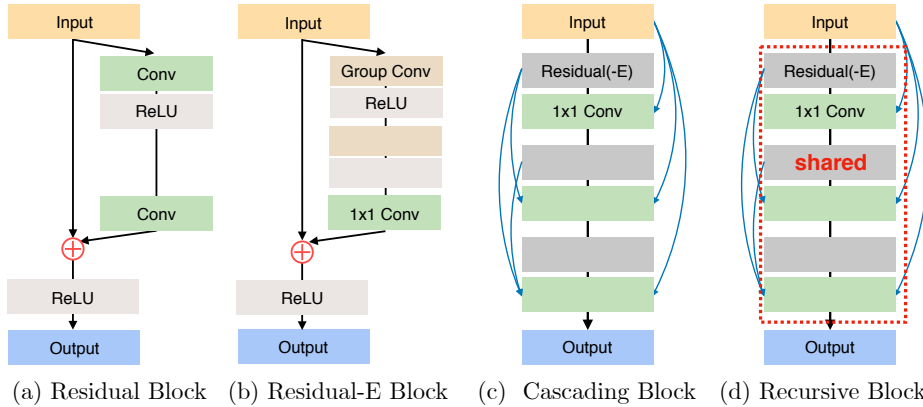 Input
Conv
ReLU
Conv
ReLU
Output
(a) Residual Block
Input
Group Conv
ReLU
1x1 Conv
ReLU
Output
(b) Residual-E Block
Input
Residual(-E)
1x1 Conv
Output
(c) Cascading Block
Input
Residual(-E)
1x1 Conv
shared
Output
(d) Recursive Block